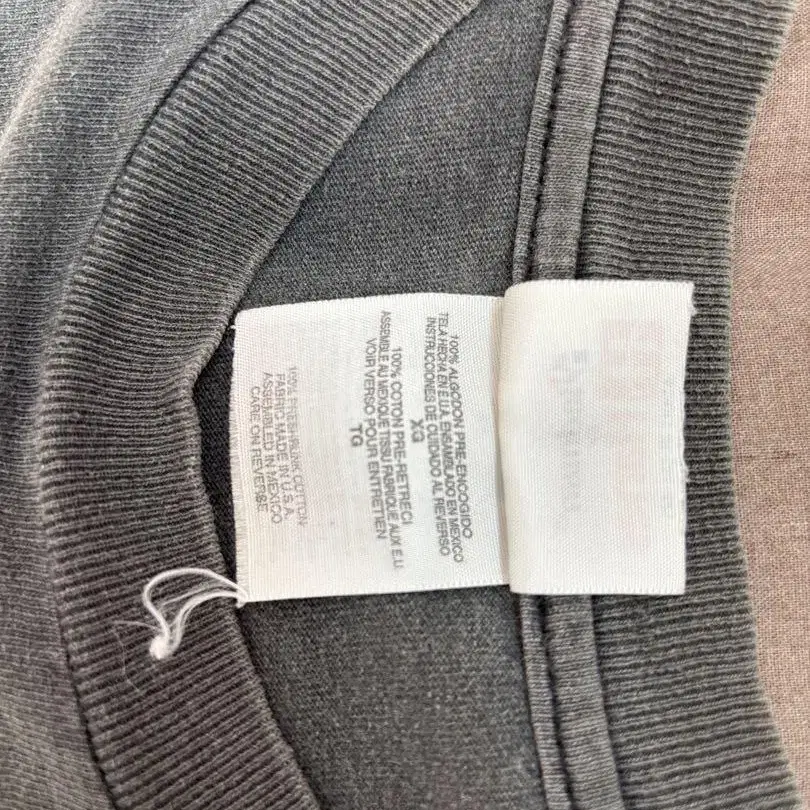 100% ALGODON PRE-ENCOGIDO
TELA HECHA EN E.U.A. ENSAMBLADO EN MEXICO
INSTRUCCIONES DE CUIDADO AL REVERSO
XG
100% COTON PRE-RETRECI
ASSEMBLE AU MEXIQUE TISSU FABRIQUE AUX E.U.
VOIR VERSO POUR ENTRETIEN
TG
100% PRESHRUNK COTTON
FABRIC MADE IN U.S.A.
ASSEMBLED IN MEXICO
CARE ON REVERSE